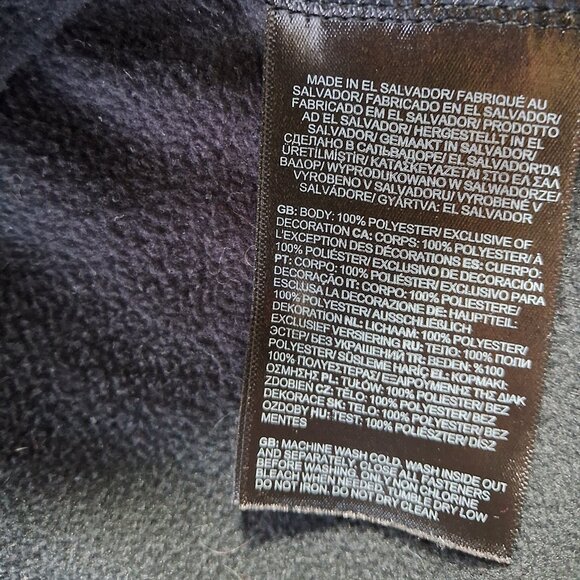 MADE IN EL SALVADOR/ FABRIQUÉ AU
SALVADOR/ FABRICADO EN EL SALVADOR/
FABRICADO EM EL SALVADOR/ PRODOTTO
AD EL SALVADOR/ HERGESTELLT IN EL
SALVADOR/ GEMAAKT IN SALVADOR/
СДЕЛАНО В САЛЬВАДОРЕ/ EL SALVADOR'DA
ÜRETİLMİŞTİR/ ΚΑΤΑΣΚΕΥΑΖΕΤΑΙ ΣΤΟ ΕΛ ΣΑΛ
ΒΑΔΟΡ/ WYPRODUKOWANO W SALWADORZE/
VYROBENO V SALVADORU/ VYROBENÉ V
SALVÁDORE/ GYÁRTVA: EL SALVADOR
GB: BODY: 100% POLYESTER/ EXCLUSIVE OF
DECORATION CA: CORPS: 100% POLYESTER/ À
L'EXCEPTION DES DÉCORATIONS ES: CUERPO:
100% POLIÉSTER/ EXCLUSIVO DE DECORACIÓN
PT: CORPO: 100% POLIÉSTER/ EXCLUSIVO PARA
DECORAÇÃO IT: CORPO: 100% POLIESTERE/
ESCLUSA LA DECORAZIONE DE: HAUPTTEIL:
100% POLYESTER/ AUSSCHLIEßLICH
DEKORATION NL: LICHAAM: 100% POLYESTER/
EXCLUSIEF VERSIERING RU: ТЕЛО: 100% ПОЛИ
ЭСТЕР/ БЕЗ УКРАШЕНИЙ TR: BEDEN: %100
POLYESTER/ SÜSLEME HARİÇ EL: ΚΟΡΜΑΚΙ:
100% ΠΟΛΥΕΣΤΕΡΑΣ/ ΕΞΑΙΡΟΥΜΕΝΗΣ ΤΗΣ ΔΙΑΚ
ΟΣΜΗΣΗΣ PL: TUŁÓW: 100% POLIESTER/ BEZ
ZDOBIEŃ CZ: TĚLO: 100% POLYESTER/ BEZ
DEKORACE SK: TELO: 100% POLYESTER/ BEZ
OZDOBY HU: TEST: 100% POLIÉSZTER/ DÍSZ
MENTES
GB: MACHINE WASH COLD, WASH INSIDE OUT
AND SEPARATELY, CLOSE ALL FASTENERS
BEFORE WASHING, ONLY NON CHLORINE
BLEACH WHEN NEEDED, TUMBLE DRY LOW
DO NOT IRON, DO NOT DRY CLEAN